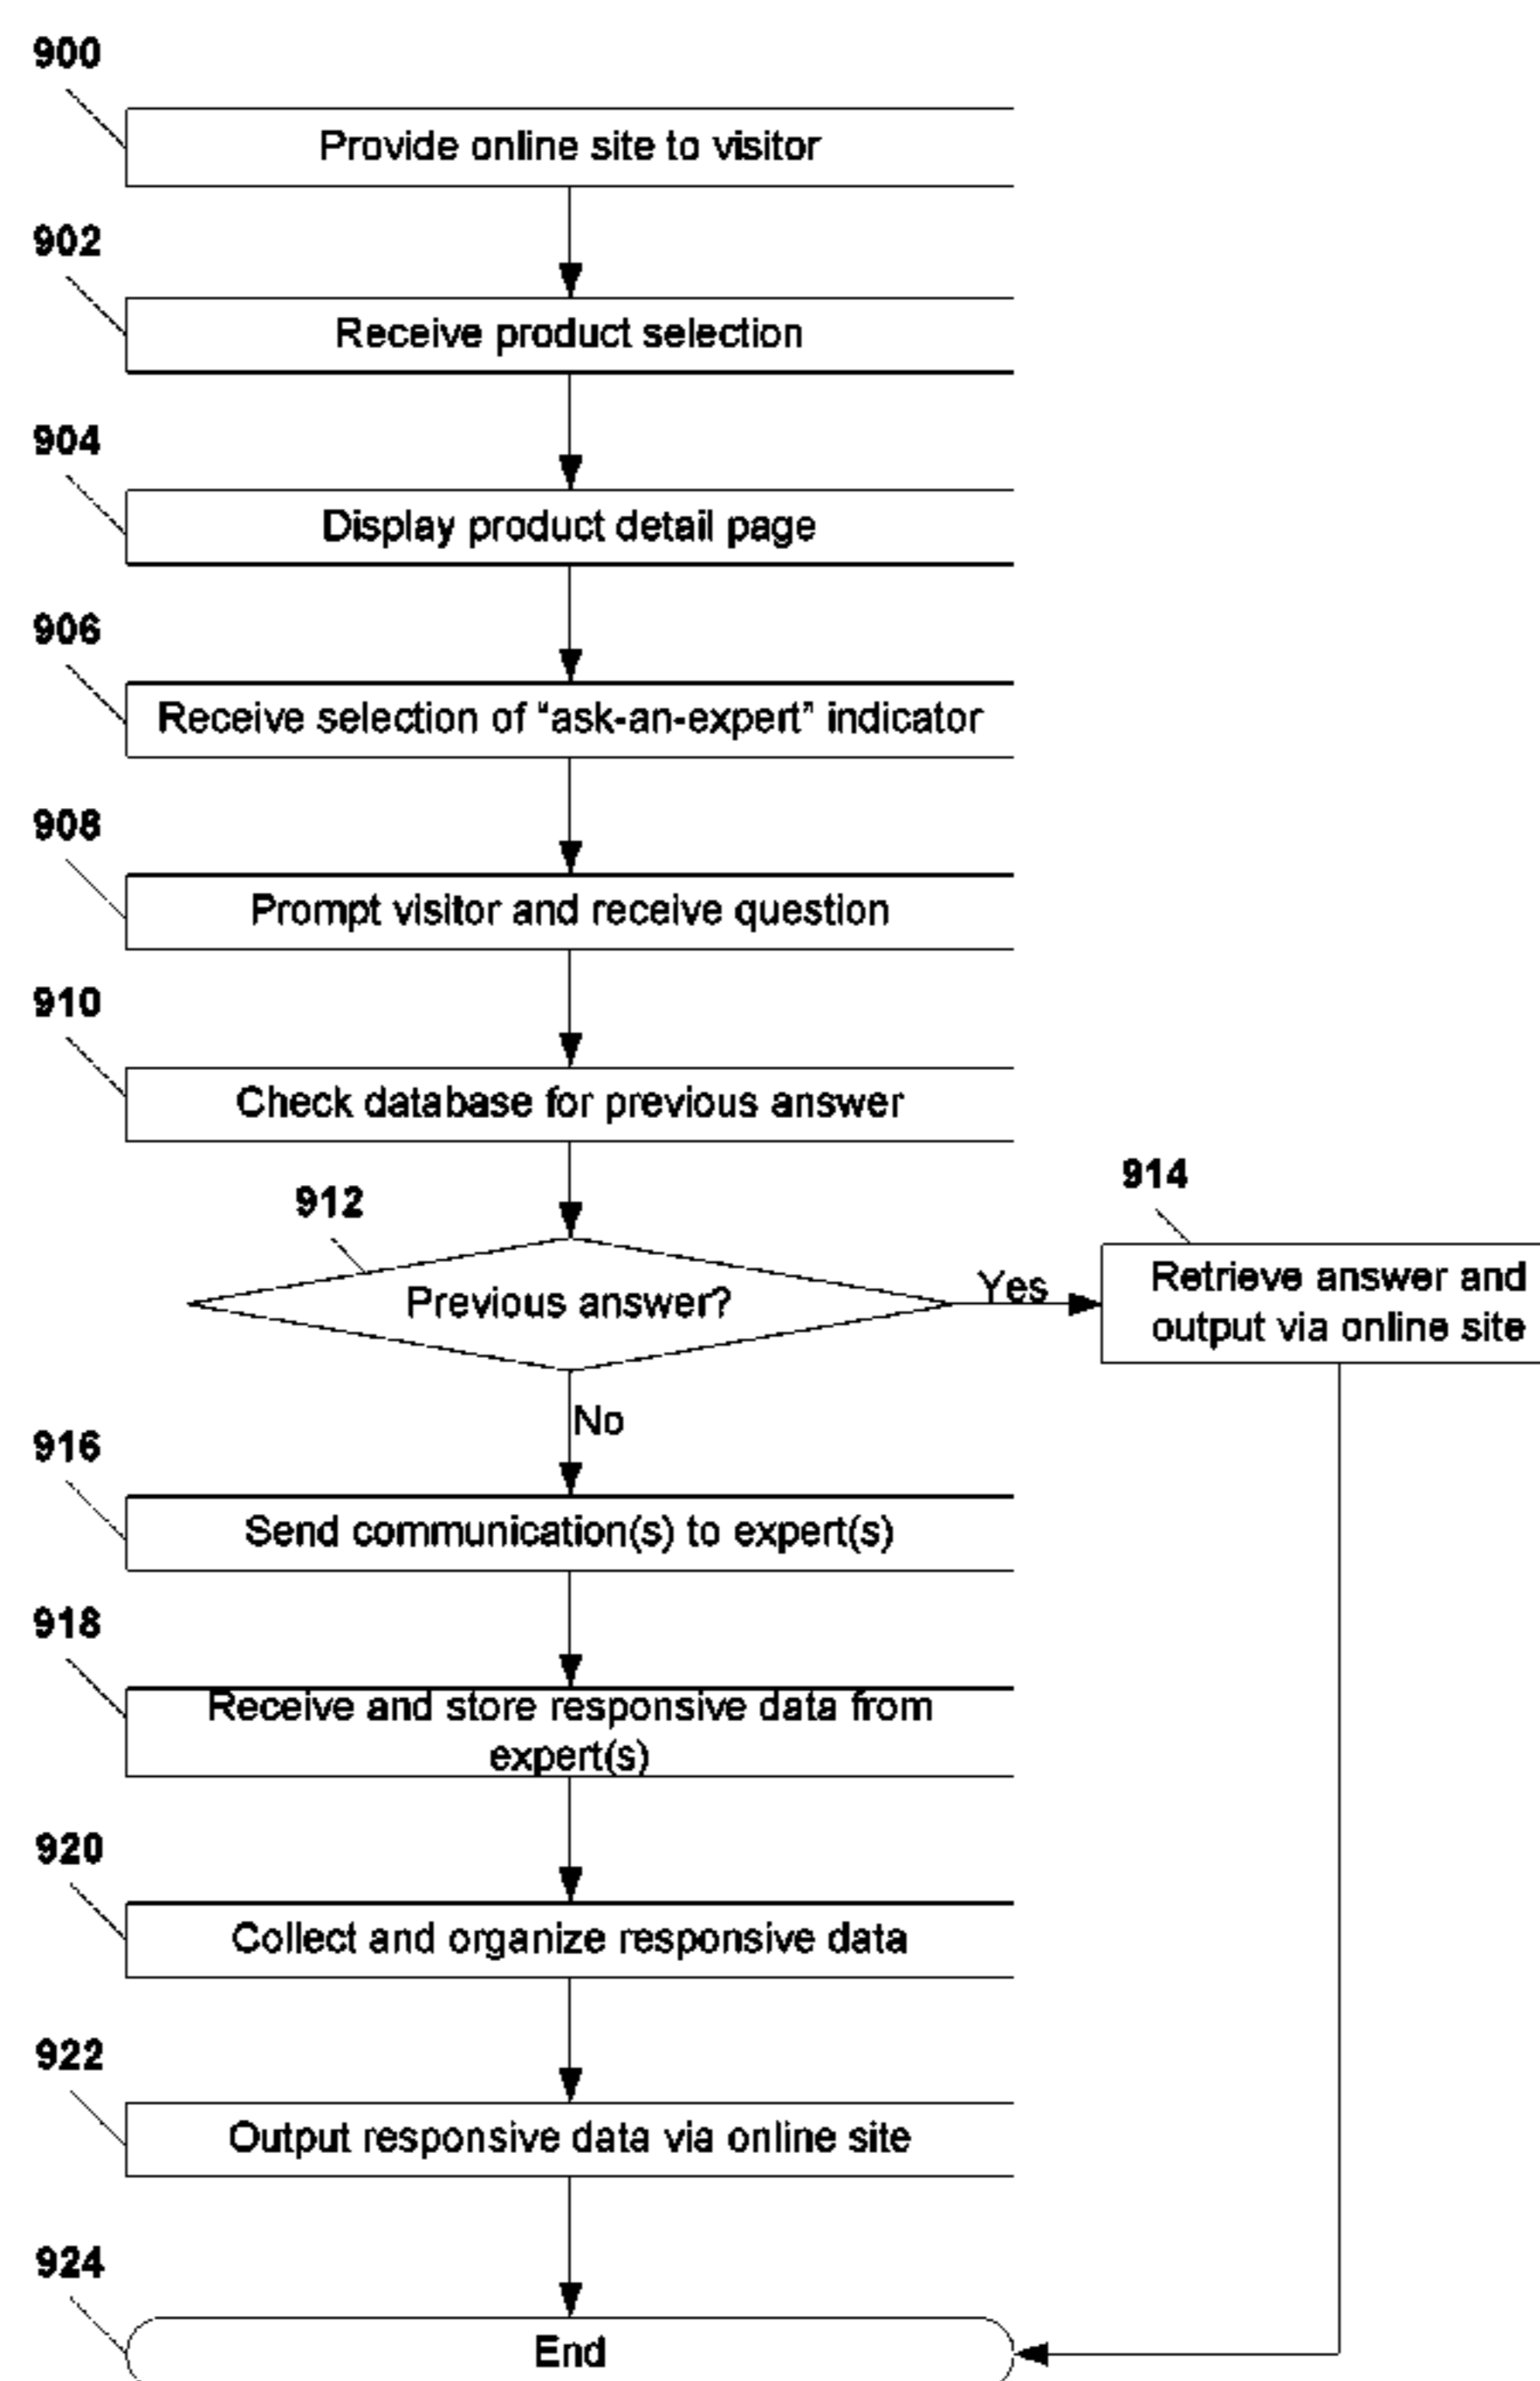 900
Provide online site to visitor
902
Receive product selection
904
Display product detail page
906
Receive selection of “ask-an-expert” indicator
908
Prompt visitor and receive question
910
Check database for previous answer
912
Previous answer?
Yes
914
Retrieve answer and
output via online site
No
916
Send communication(s) to expert(s)
918
Receive and store responsive data from
expert(s)
920
Collect and organize responsive data
922
Output responsive data via online site
924
End